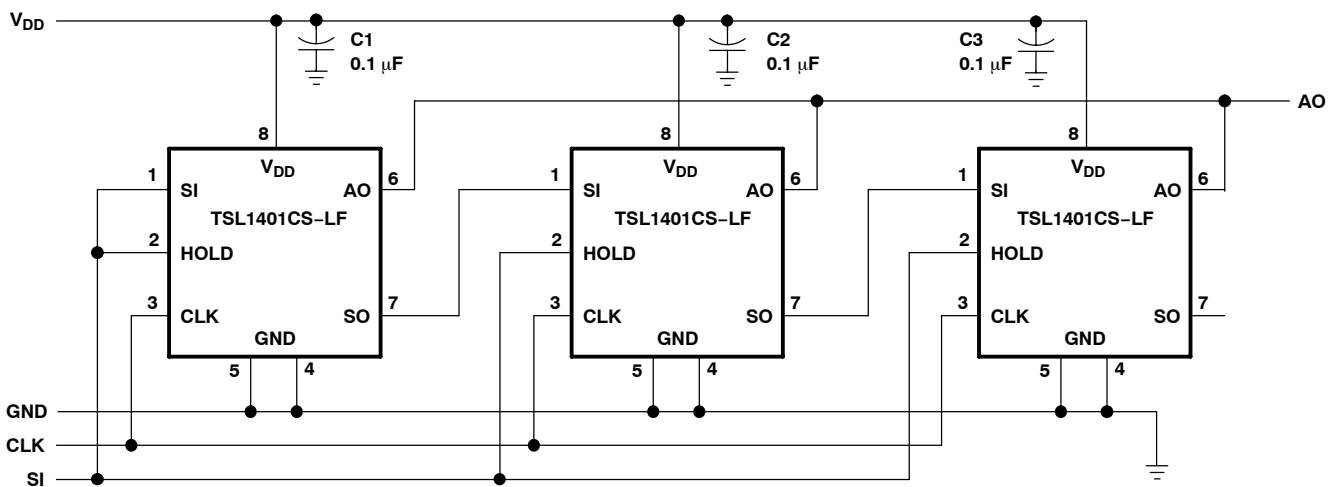 VDD
C1
0.1 μF
C2
0.1 μF
C3
0.1 μF
AO
8
VDD
1
SI
AO
6
TSL1401CS−LF
2
HOLD
3
CLK
SO
7
GND
5
4
8
VDD
1
SI
AO
6
TSL1401CS−LF
2
HOLD
3
CLK
SO
7
GND
5
4
8
VDD
1
SI
AO
6
TSL1401CS−LF
2
HOLD
3
CLK
SO
7
GND
5
4
GND
CLK
SI